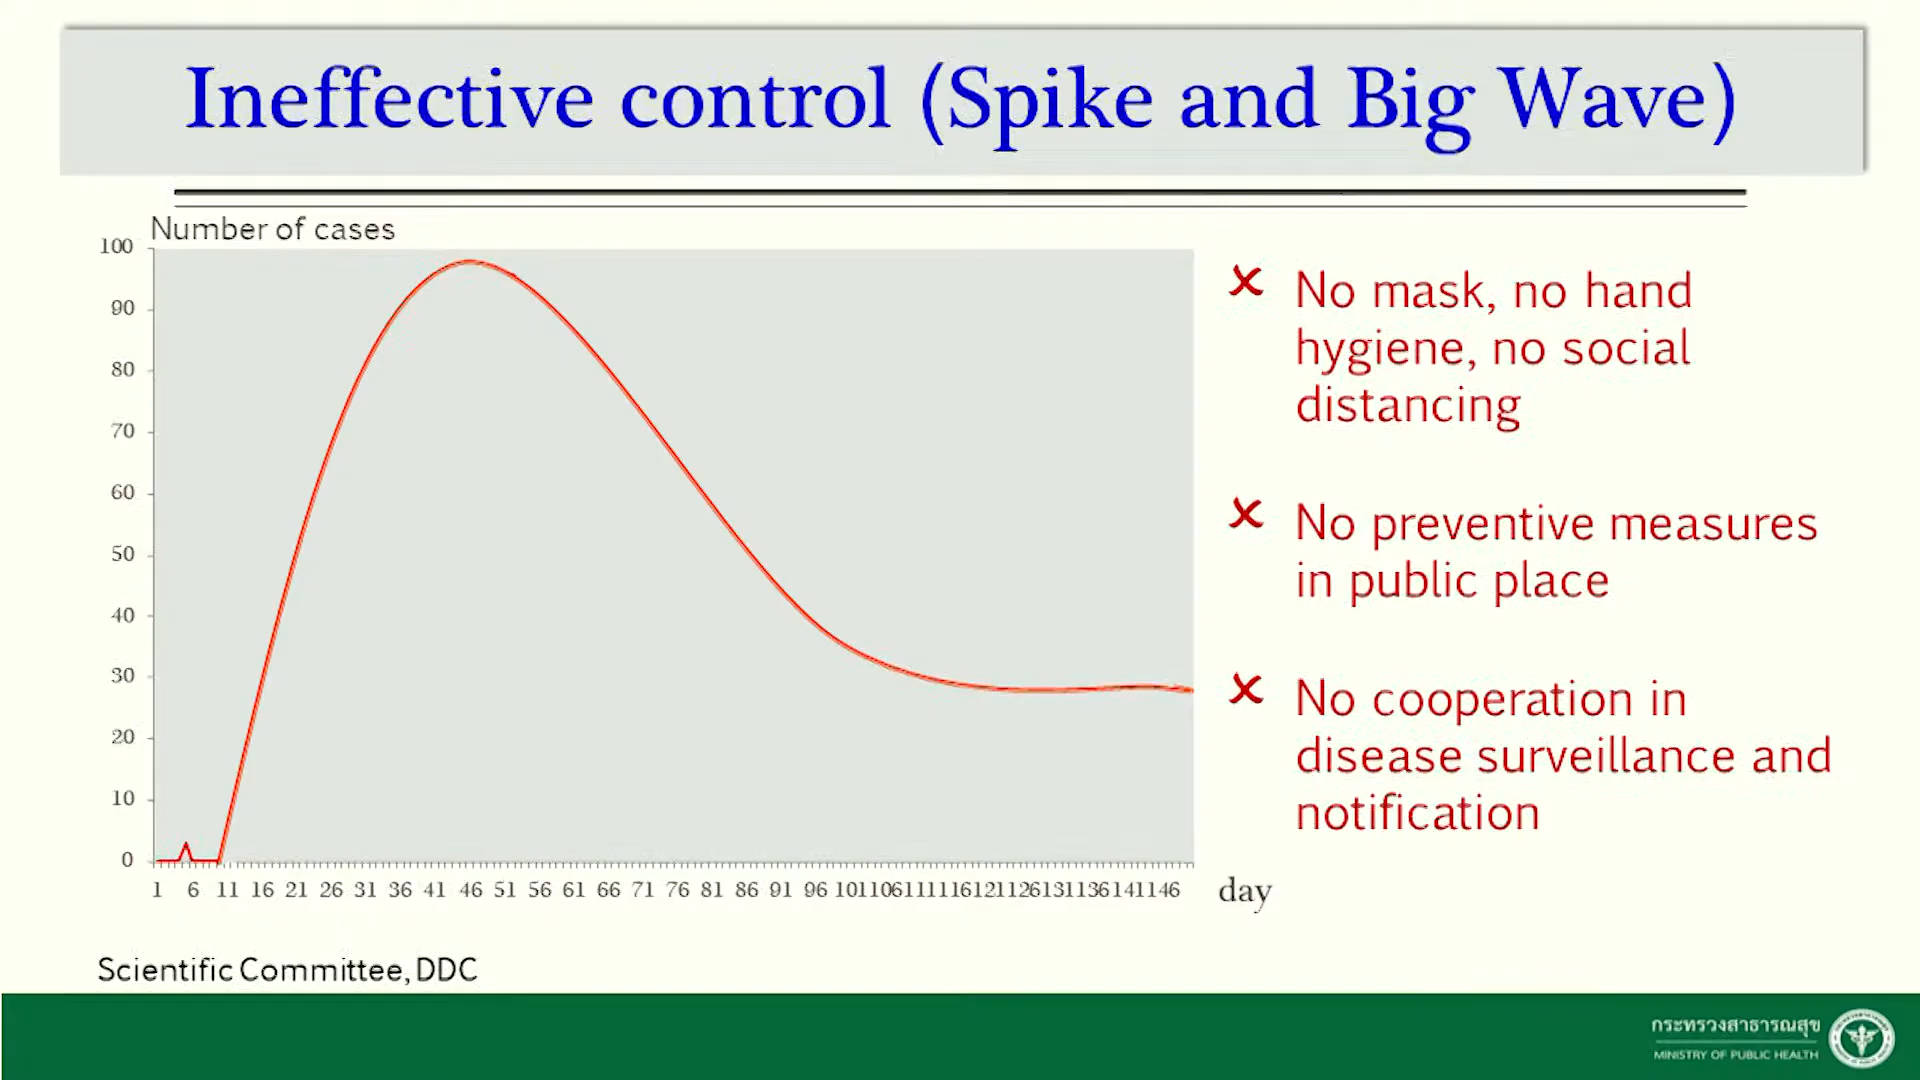 Ineffective control (Spike and Big Wave)
Number of cases
100
90
80
70
60
50
40
30
20
10
0
1 6 11 16 21 26 31 36 41 46 51 56 61 66 71 76 81 86 91 96 101106111116121126131136141146
day
✗ No mask, no hand
hygiene, no social
distancing
✗ No preventive measures
in public place
✗ No cooperation in
disease surveillance and
notification
Scientific Committee, DDC
กระทรวงสาธารณสุข
MINISTRY OF PUBLIC HEALTH